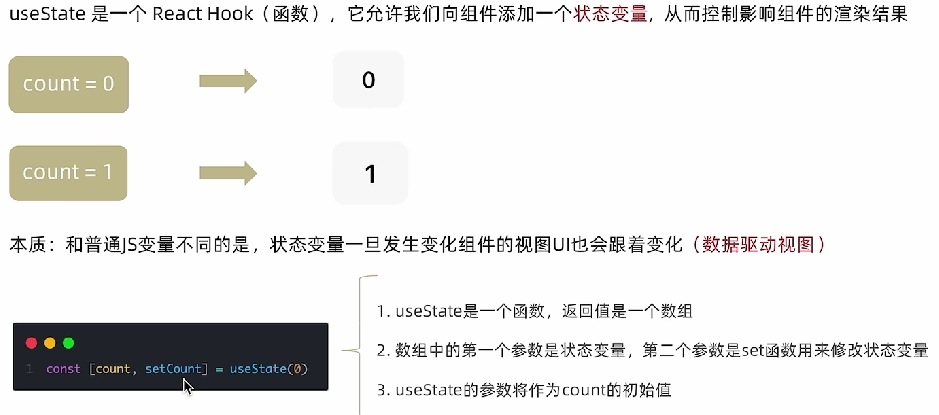 useState 是一个 React Hook（函数），它允许我们向组件添加一个状态变量，从而控制影响组件的渲染结果
count = 0
0
count = 1
1
本质：和普通JS变量不同的是，状态变量一旦发生变化组件的视图UI也会跟着变化（数据驱动视图）
1 const [count, setCount] = useState(0)
1. useState是一个函数，返回值是一个数组
2. 数组中的第一个参数是状态变量，第二个参数是set函数用来修改状态变量
3. useState的参数将作为count的初始值